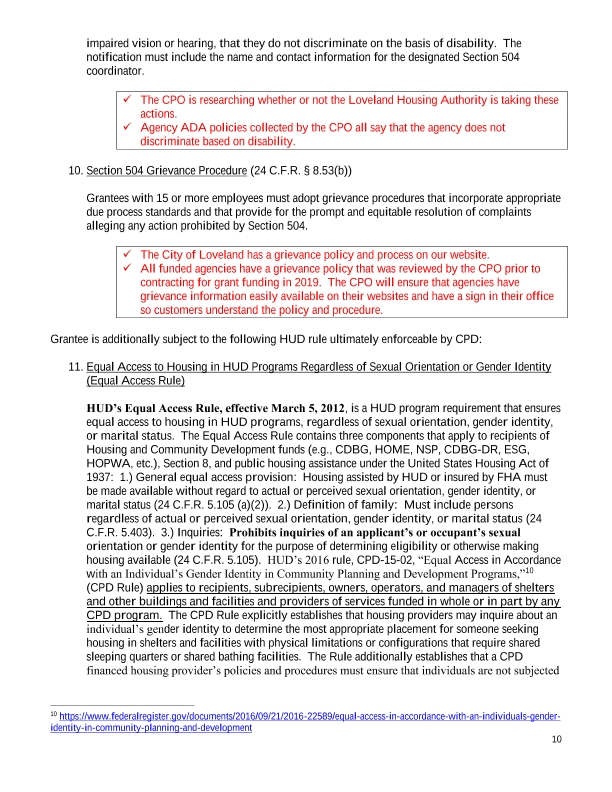 impaired vision or hearing, that they do not discriminate on the basis of disability.  The
notification must include the name and contact information for the designated Section 504
coordinator.
✓ The CPO is researching whether or not the Loveland Housing Authority is taking these
actions.
✓ Agency ADA policies collected by the CPO all say that the agency does not
discriminate based on disability.
10. Section 504 Grievance Procedure (24 C.F.R. § 8.53(b))
Grantees with 15 or more employees must adopt grievance procedures that incorporate appropriate
due process standards and that provide for the prompt and equitable resolution of complaints
alleging any action prohibited by Section 504.
✓ The City of Loveland has a grievance policy and process on our website.
✓ All funded agencies have a grievance policy that was reviewed by the CPO prior to
contracting for grant funding in 2019.  The CPO will ensure that agencies have
grievance information easily available on their websites and have a sign in their office
so customers understand the policy and procedure.
Grantee is additionally subject to the following HUD rule ultimately enforceable by CPD:
11. Equal Access to Housing in HUD Programs Regardless of Sexual Orientation or Gender Identity
(Equal Access Rule)
HUD’s Equal Access Rule, effective March 5, 2012, is a HUD program requirement that ensures
equal access to housing in HUD programs, regardless of sexual orientation, gender identity,
or marital status.  The Equal Access Rule contains three components that apply to recipients of
Housing and Community Development funds (e.g., CDBG, HOME, NSP, CDBG-DR, ESG,
HOPWA, etc.), Section 8, and public housing assistance under the United States Housing Act of
1937:  1.) General equal access provision:  Housing assisted by HUD or insured by FHA must
be made available without regard to actual or perceived sexual orientation, gender identity, or
marital status (24 C.F.R. 5.105 (a)(2)).  2.) Definition of family:  Must include persons
regardless of actual or perceived sexual orientation, gender identity, or marital status (24
C.F.R. 5.403).  3.) Inquiries:  Prohibits inquiries of an applicant’s or occupant’s sexual
orientation or gender identity for the purpose of determining eligibility or otherwise making
housing available (24 C.F.R. 5.105).  HUD’s 2016 rule, CPD-15-02, “Equal Access in Accordance
with an Individual’s Gender Identity in Community Planning and Development Programs,”10
(CPD Rule) applies to recipients, subrecipients, owners, operators, and managers of shelters
and other buildings and facilities and providers of services funded in whole or in part by any
CPD program.  The CPD Rule explicitly establishes that housing providers may inquire about an
individual’s gender identity to determine the most appropriate placement for someone seeking
housing in shelters and facilities with physical limitations or configurations that require shared
sleeping quarters or shared bathing facilities.  The Rule additionally establishes that a CPD
financed housing provider’s policies and procedures must ensure that individuals are not subjected
10 https://www.federalregister.gov/documents/2016/09/21/2016-22589/equal-access-in-accordance-with-an-individuals-gender-
identity-in-community-planning-and-development
10